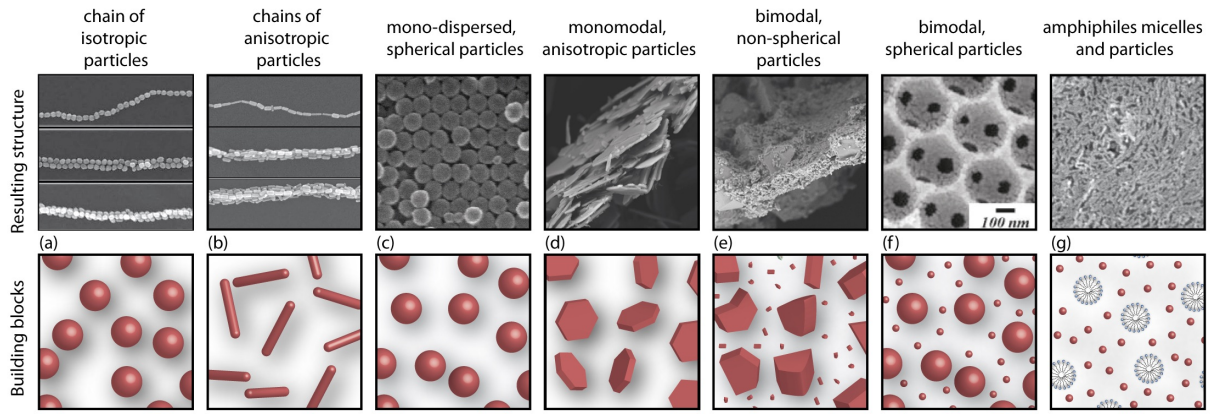 chain of
isotropic
particles
chains of
anisotropic
particles
mono-dispersed,
spherical particles
monomodal,
anisotropic particles
bimodal,
non-spherical
particles
bimodal,
spherical particles
amphiphiles micelles
and particles
Resulting structure
100 nm
(a)
(b)
(c)
(d)
(e)
(f)
(g)
Building blocks